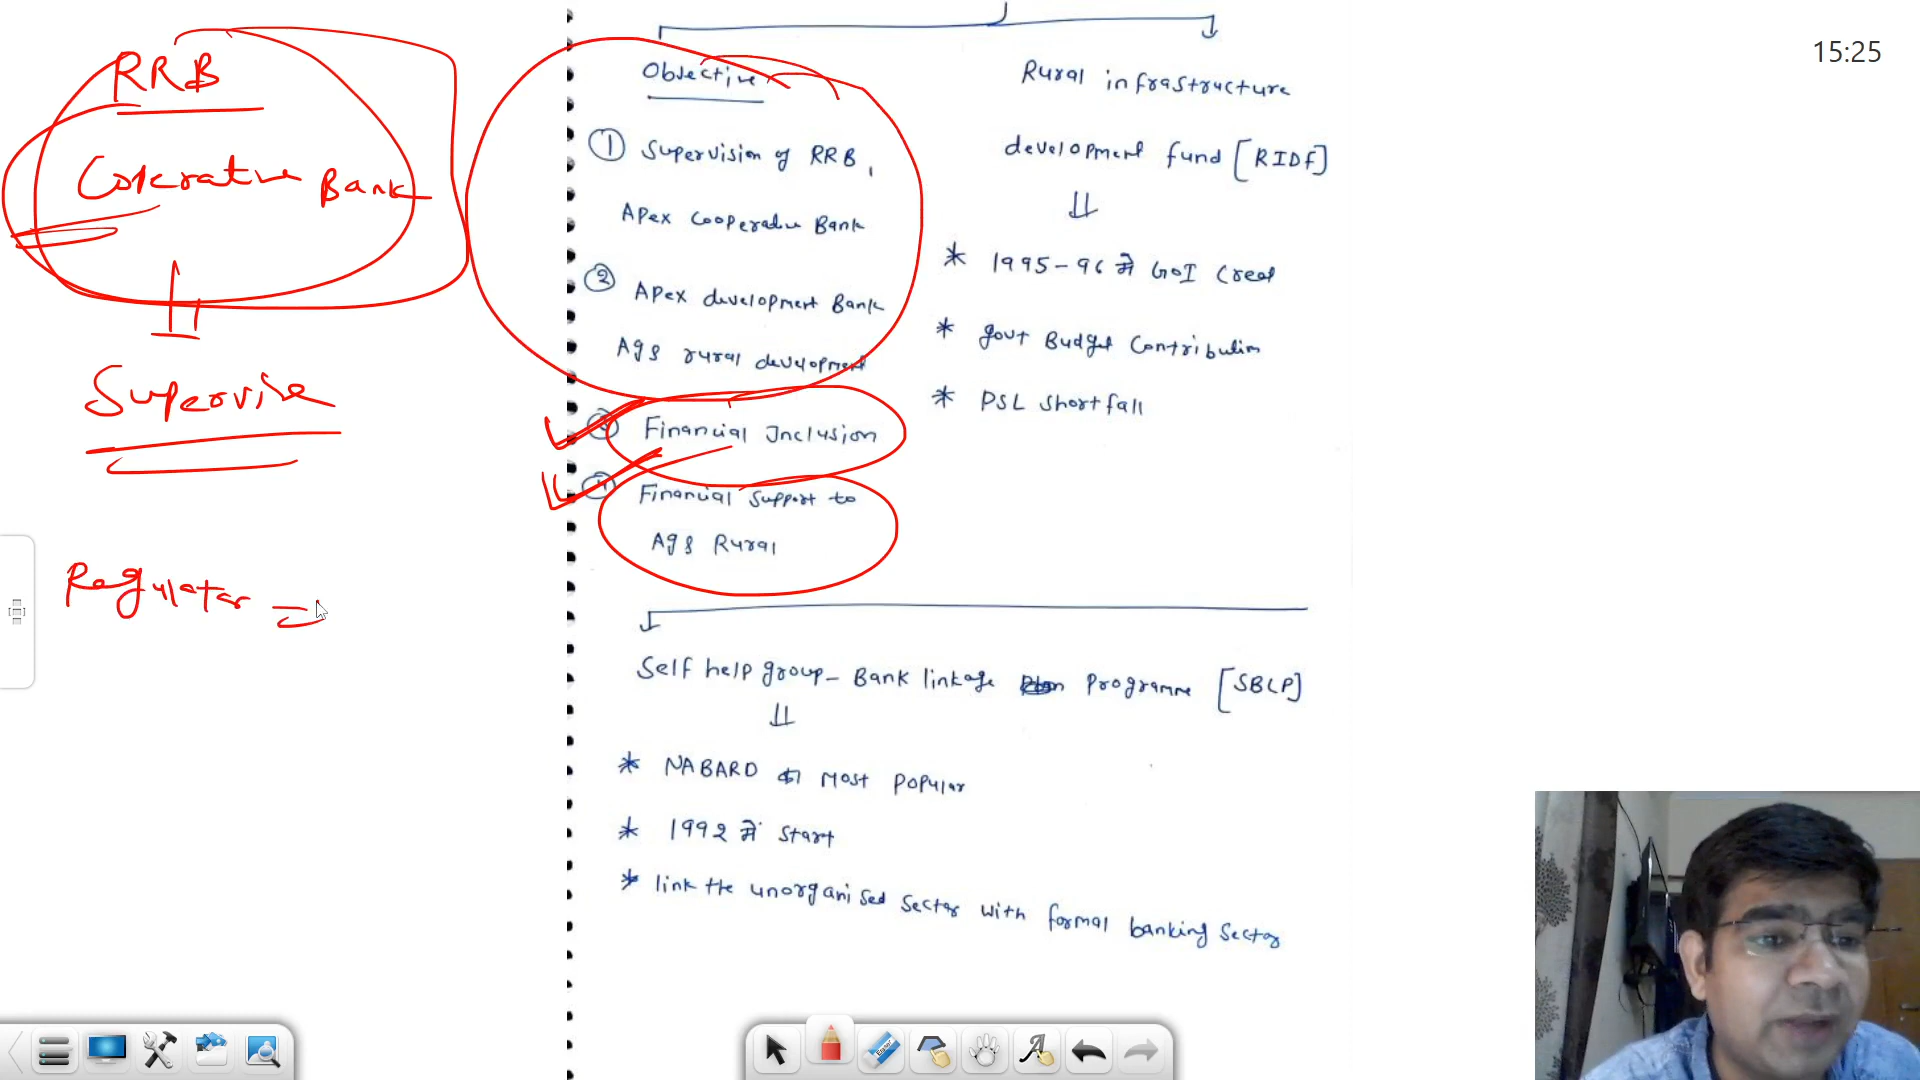 15:25
RRB
Coperative Bank
Supervise
Regulator
Objective
① Supervision of RRB,
Apex Cooperative Bank
② Apex development Bank
Ag & rural development
③ Financial Inclusion
④ Financial Support to
Ag & Rural
Rural infrastructure
development fund [RIDF]
* 1995-96 में GoI Creat
* govt Budget Contribution
* PSL shortfall
Self help group - Bank linkage Programme [SBLP]
* NABARD का Most Popular
* 1992 में start
* link the unorganised sector with formal banking sector